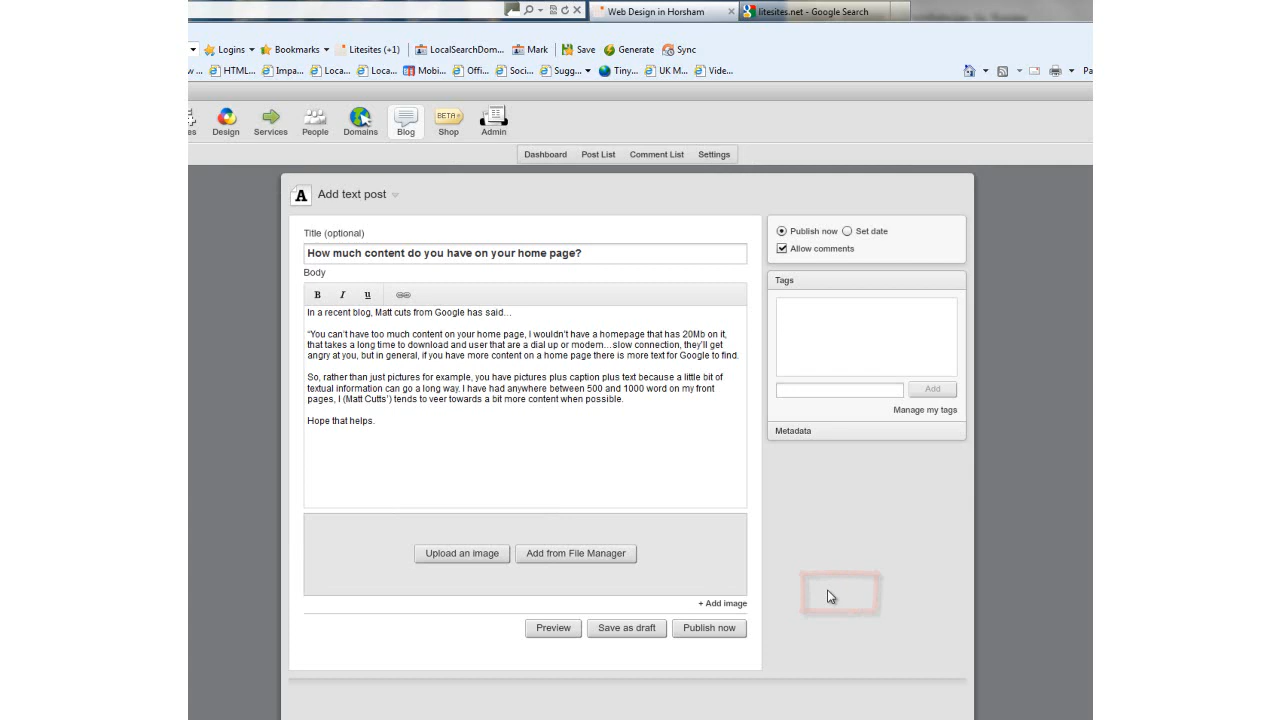 Web Design in Horsham
litesites.net - Google Search
Logins Bookmarks Litesites (+1) LocalSearchDom... Mark Save Generate Sync
w ... HTML... Impa... Loca... Loca... Mobi... Offi... Soci... Sugg... Tiny... UK M... Vide... Pa
es Design Services People Domains Blog BETA Shop Admin
Dashboard Post List Comment List Settings
A Add text post
Title (optional)
Publish now Set date
How much content do you have on your home page?
Allow comments
Body
Tags
B I u
In a recent blog, Matt cuts from Google has said...
“You can’t have too much content on your home page, I wouldn’t have a homepage that has 20Mb on it,
that takes a long time to download and user that are a dial up or modem…slow connection, they’ll get
angry at you, but in general, if you have more content on a home page there is more text for Google to find.
So, rather than just pictures for example, you have pictures plus caption plus text because a little bit of
textual information can go a long way. I have had anywhere between 500 and 1000 word on my front
pages, I (Matt Cutts’) tends to veer towards a bit more content when possible.
Hope that helps.
Add
Manage my tags
Metadata
Upload an image Add from File Manager
+ Add image
Preview Save as draft Publish now